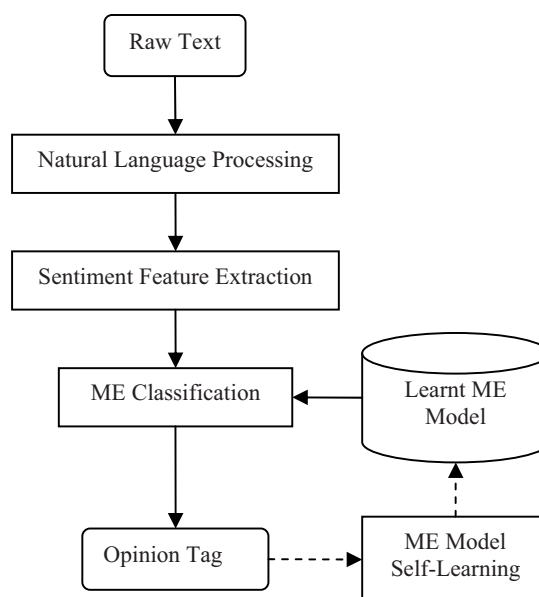 Raw Text
Natural Language Processing
Sentiment Feature Extraction
ME Classification
Learnt ME
Model
Opinion Tag
ME Model
Self-Learning